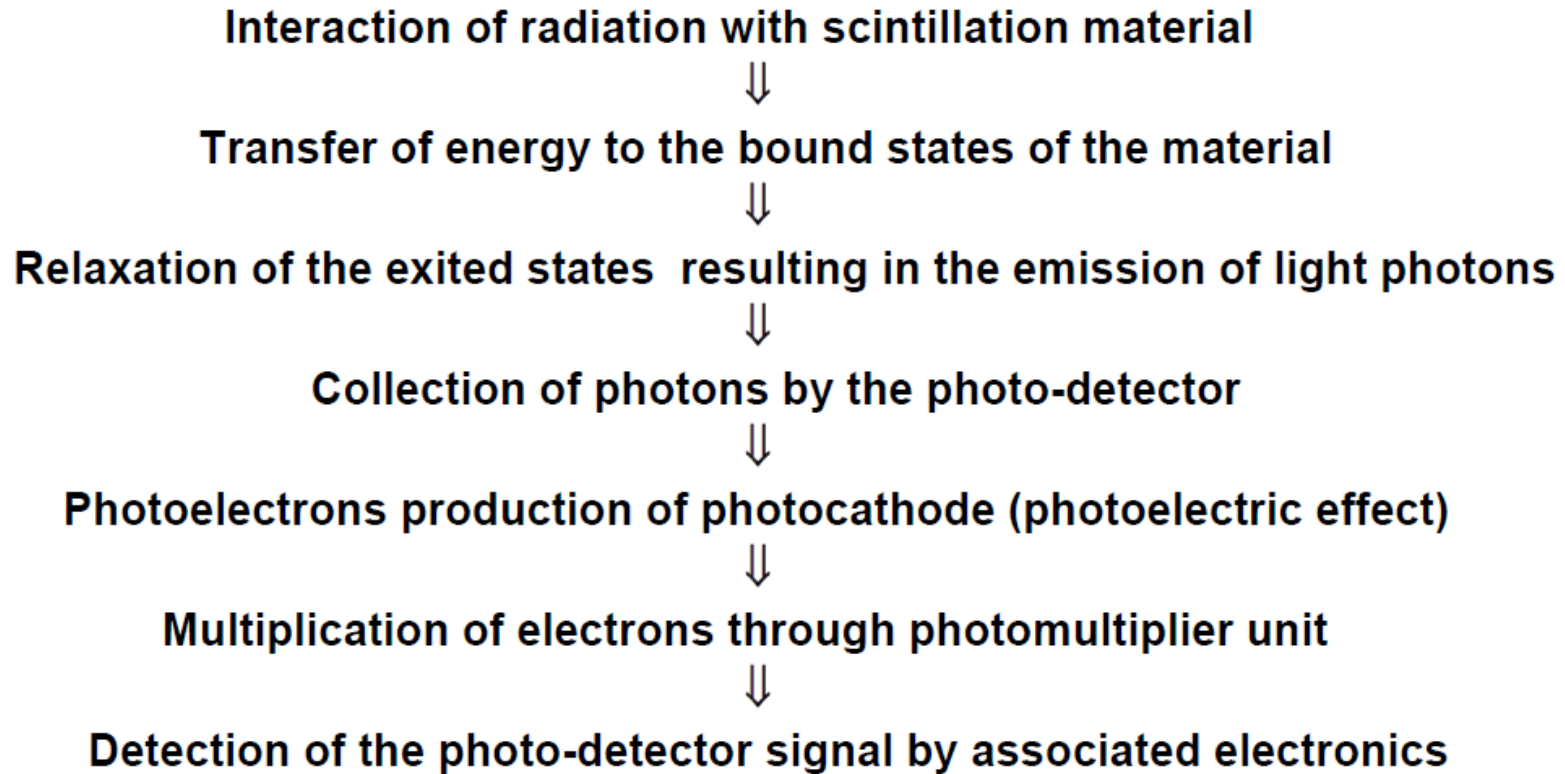 Interaction of radiation with scintillation material
⇓
Transfer of energy to the bound states of the material
⇓
Relaxation of the exited states  resulting in the emission of light photons
⇓
Collection of photons by the photo-detector
⇓
Photoelectrons production of photocathode (photoelectric effect)
⇓
Multiplication of electrons through photomultiplier unit
⇓
Detection of the photo-detector signal by associated electronics